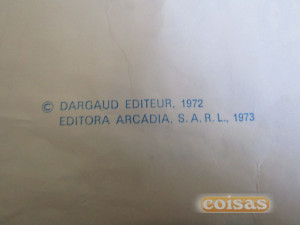 © DARGAUD EDITEUR, 1972
EDITORA ARCÁDIA, S. A. R. L., 1973
coisas